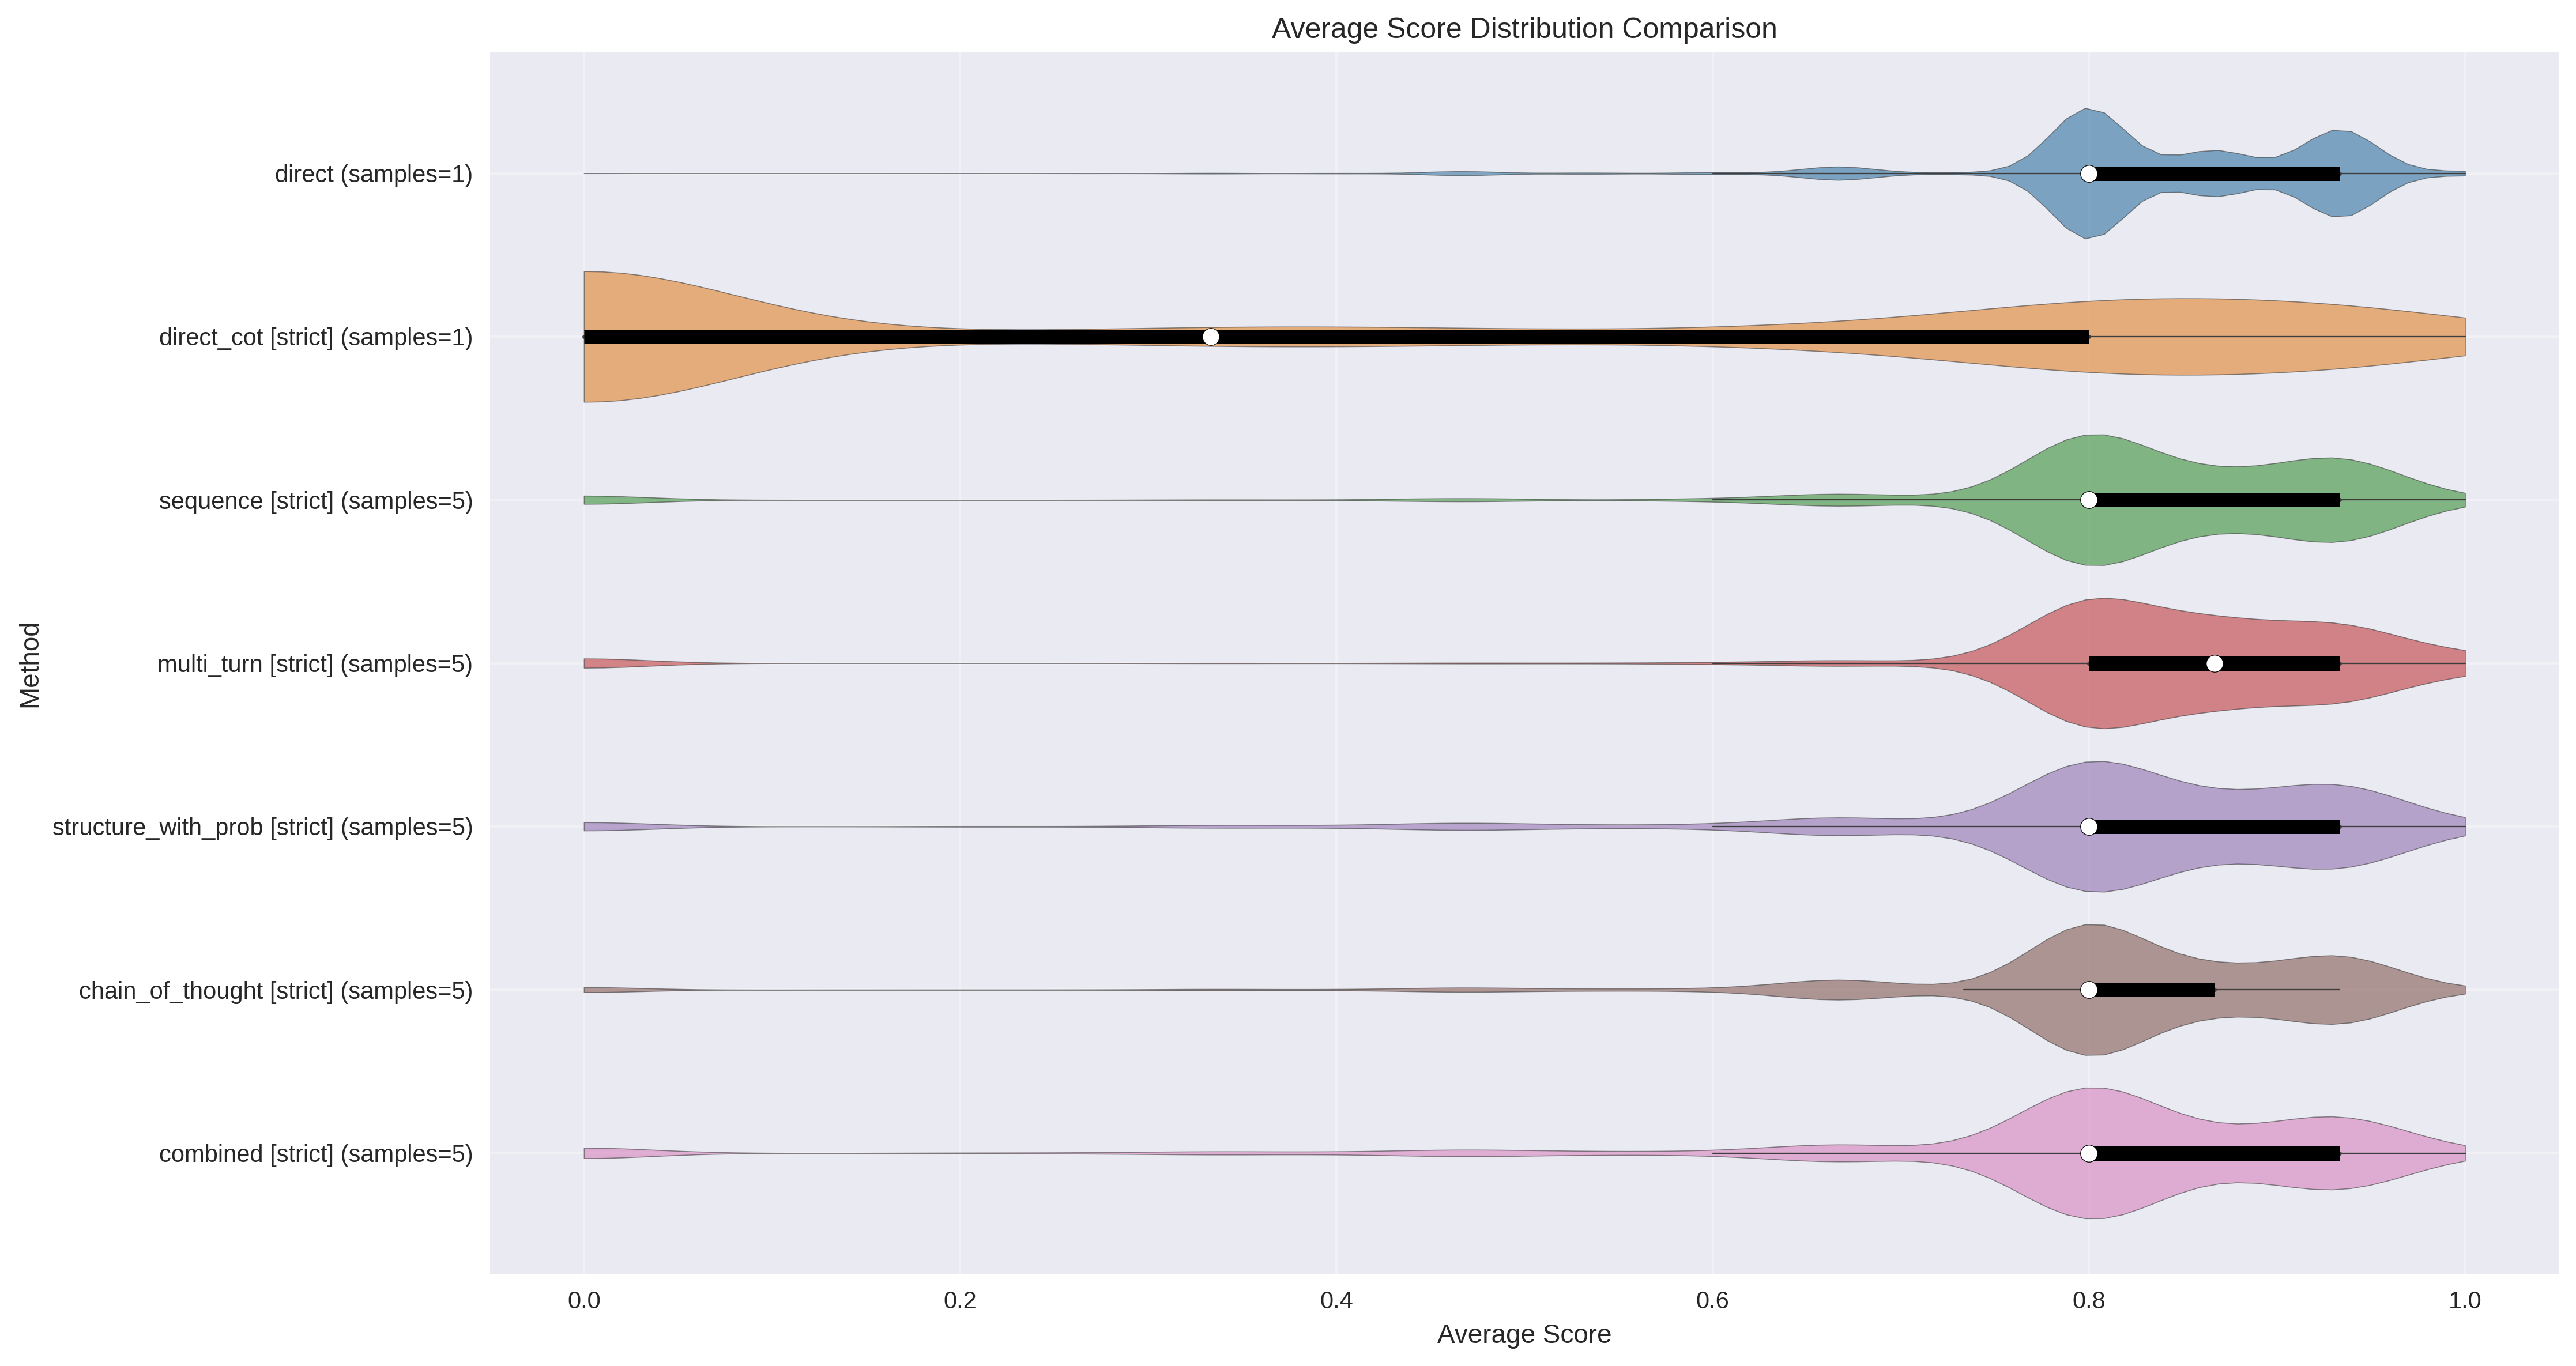 Average Score Distribution Comparison
direct (samples=1)
direct_cot [strict] (samples=1)
sequence [strict] (samples=5)
multi_turn [strict] (samples=5)
structure_with_prob [strict] (samples=5)
chain_of_thought [strict] (samples=5)
combined [strict] (samples=5)
Method
0.0 0.2 0.4 0.6 0.8 1.0
Average Score